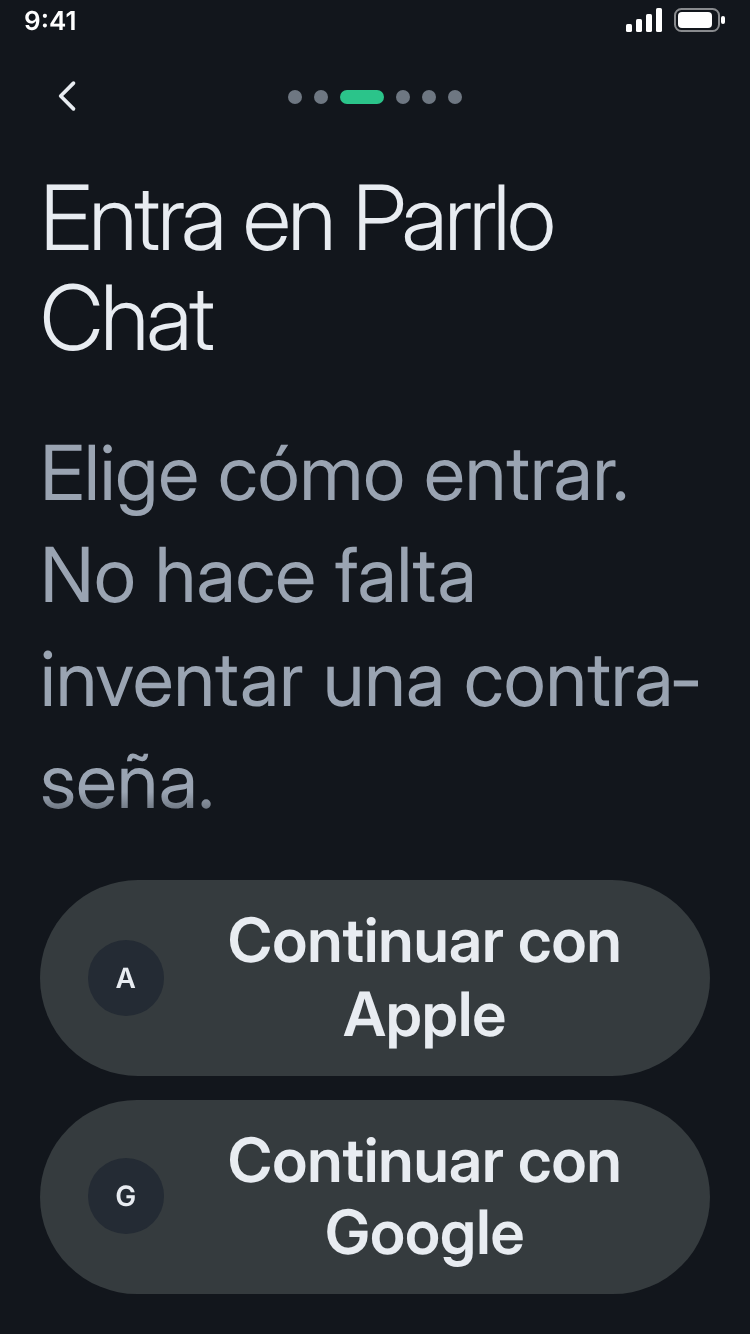 9:41
Entra en Parrlo
Chat
Elige cómo entrar.
No hace falta
inventar una contra-
seña.
A
Continuar con
Apple
G
Continuar con
Google